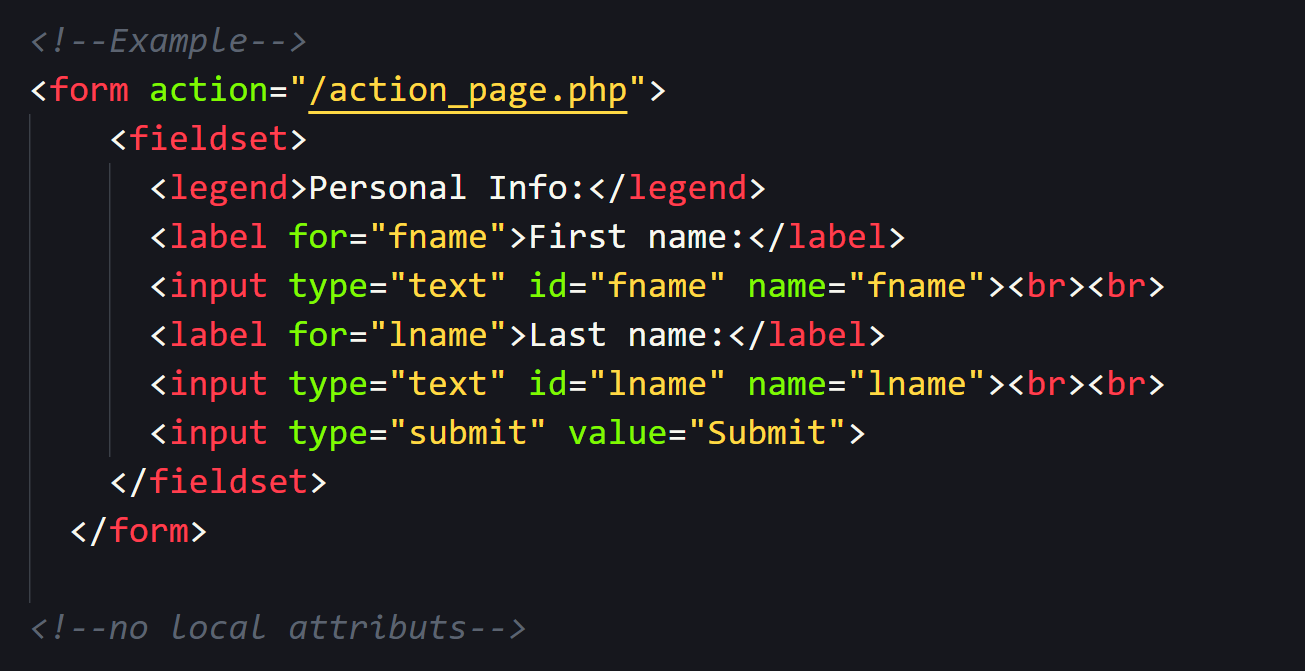 <!--Example-->
<form action="/action_page.php">
<fieldset>
<legend>Personal Info:</legend>
<label for="fname">First name:</label>
<input type="text" id="fname" name="fname"><br><br>
<label for="lname">Last name:</label>
<input type="text" id="lname" name="lname"><br><br>
<input type="submit" value="Submit">
</fieldset>
</form>
<!--no local attributs-->